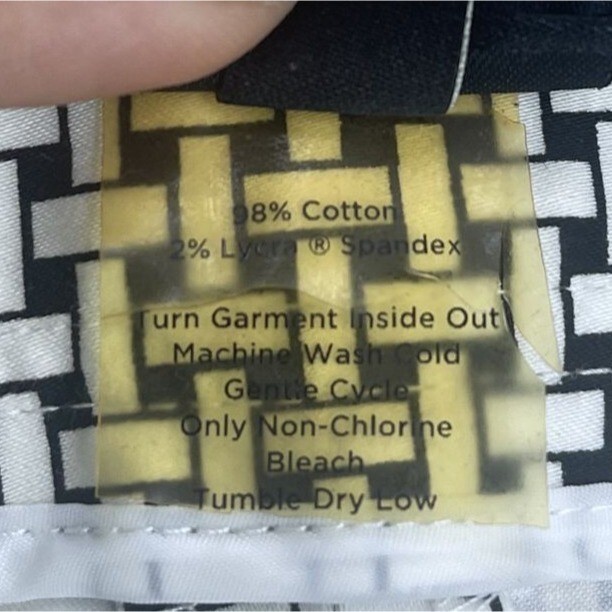 98% Cotton
2% Lycra ® Spandex
Turn Garment Inside Out
Machine Wash Cold
Gentle Cycle
Only Non-Chlorine
Bleach
Tumble Dry Low